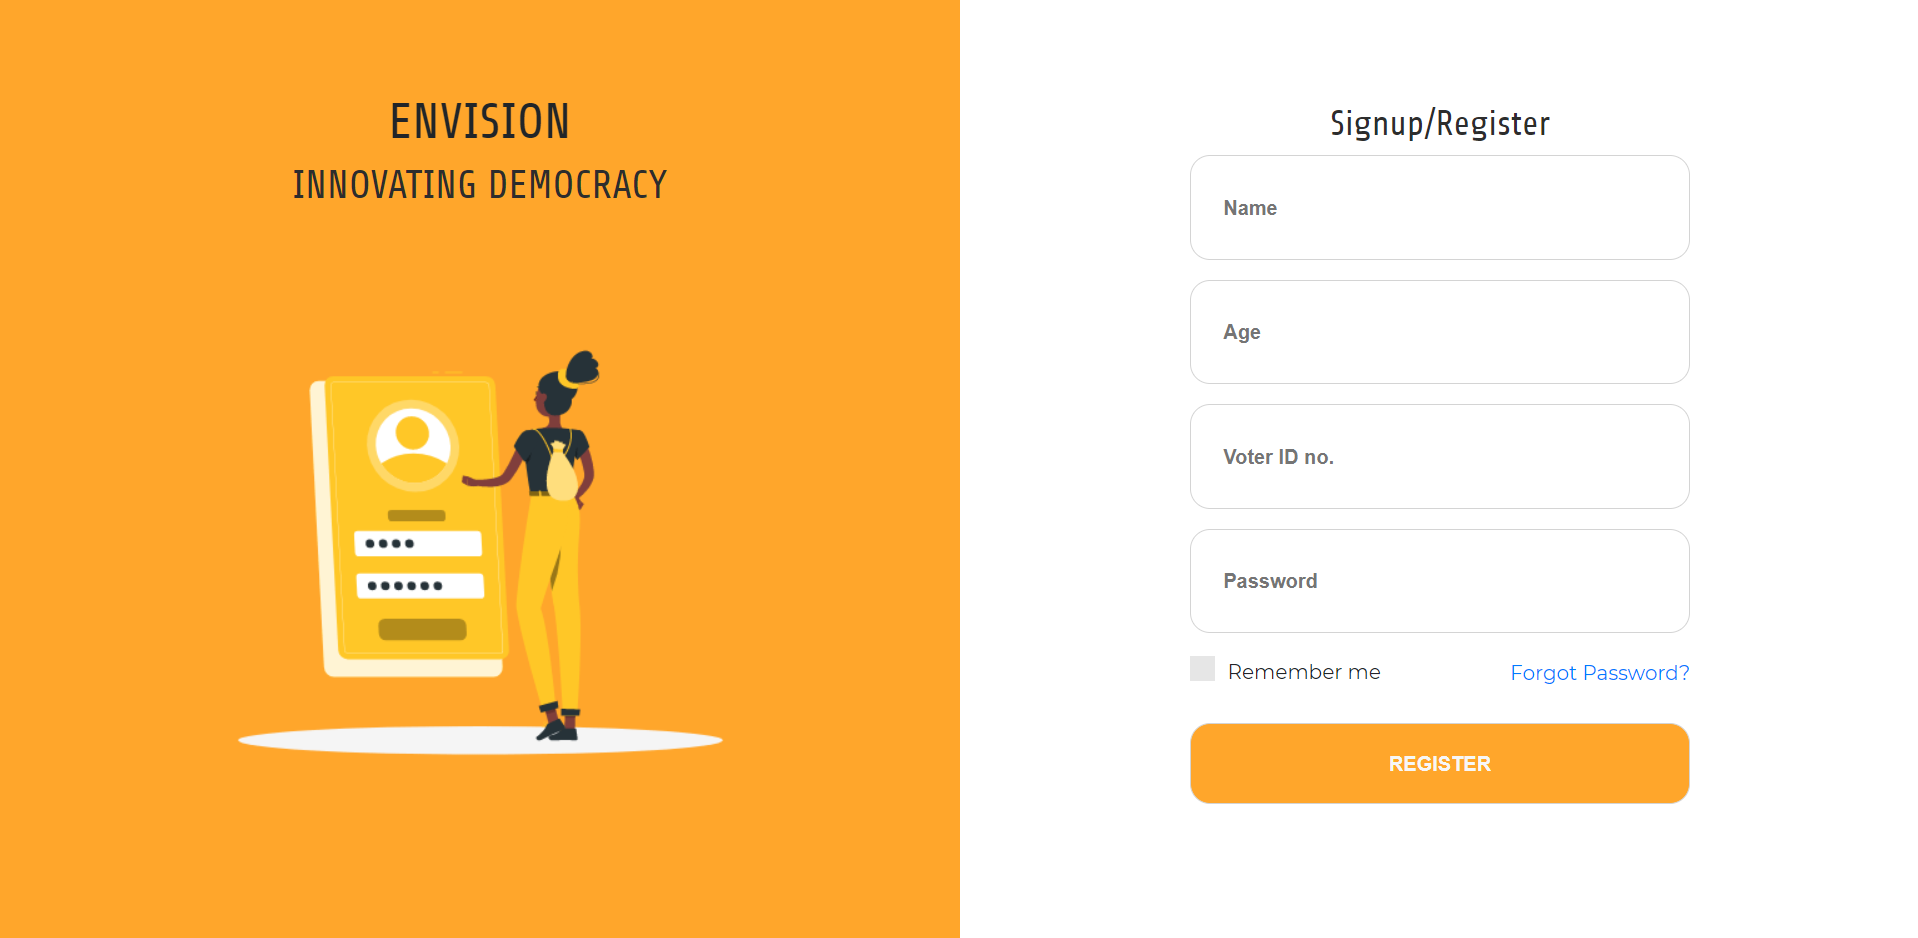 ENVISION
INNOVATING DEMOCRACY
Signup/Register
Name
Age
Voter ID no.
Password
Remember me
Forgot Password?
REGISTER